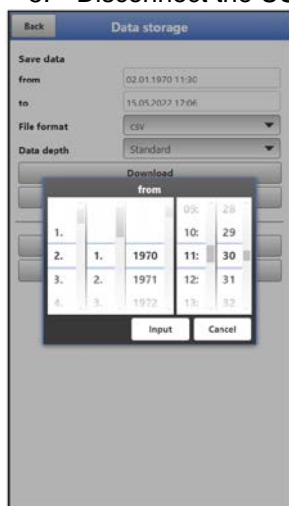 Disconnect the
Back Data storage
Save data
from 02.01.1970 11:30
to 15.05.2022 17:06
File format csv
Data depth Standard
Download
from
09: 28
1. 10: 29
2. 1. 1970 11: 30
3. 2. 1971 12: 31
4. 3. 1972 13: 32
Input Cancel